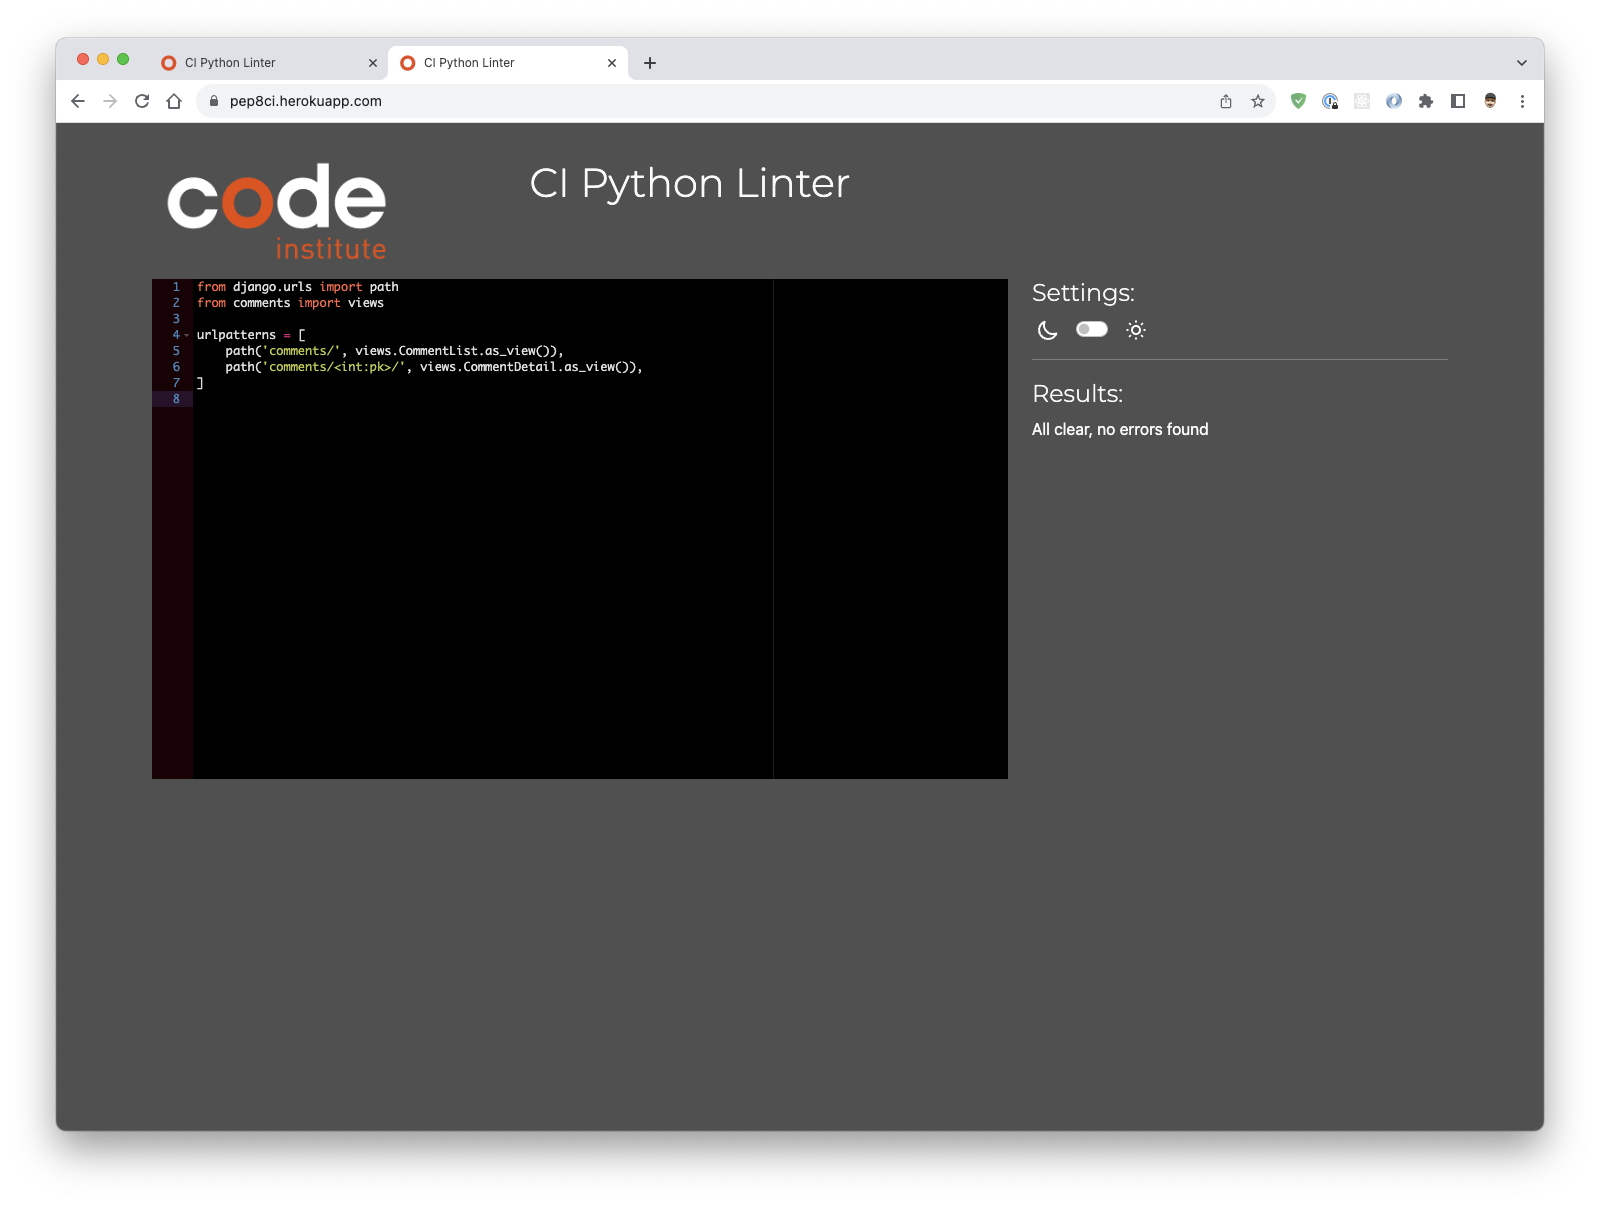 CI Python Linter
CI Python Linter
pep8ci.herokuapp.com
code
institute
CI Python Linter
1 from django.urls import path
2 from comments import views
3
4 urlpatterns = [
5     path('comments/', views.CommentList.as_view()),
6     path('comments/<int:pk>/', views.CommentDetail.as_view()),
7 ]
8
Settings:
Results:
All clear, no errors found